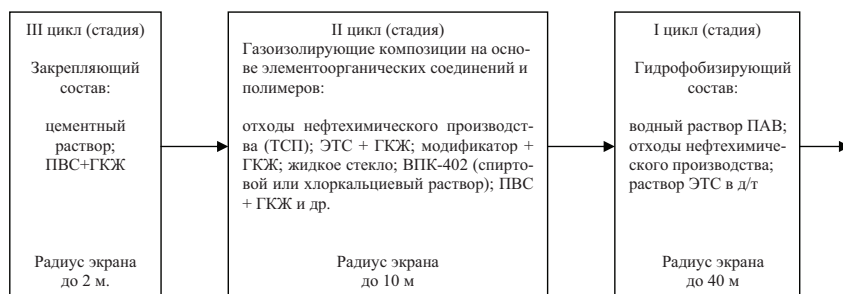 III цикл (стадия)
Закрепляющий
состав:
цементный
раствор;
ПВС+ГКЖ
Радиус экрана
до 2 м.
II цикл (стадия)
Газоизолирующие композиции на осно-
ве элементоорганических соединений и
полимеров:
отходы нефтехимического производст-
ва (ТСП); ЭТС + ГКЖ; модификатор +
ГКЖ; жидкое стекло; ВПК-402 (спирто-
вой или хлоркальциевый раствор); ПВС
+ ГКЖ и др.
Радиус экрана
до 10 м
I цикл (стадия)
Гидрофобизирующий
состав:
водный раствор ПАВ;
отходы нефтехимиче-
ского производства;
раствор ЭТС в д/т
Радиус экрана
до 40 м